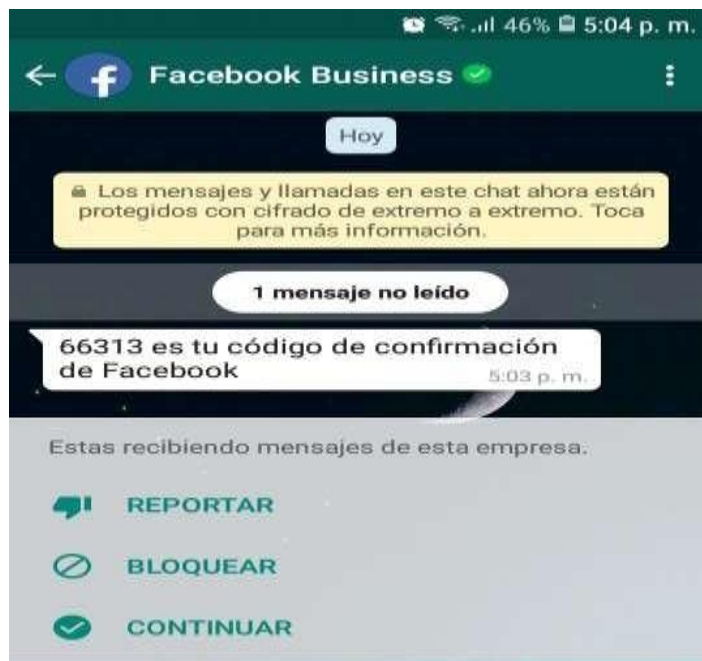 46% 5:04 p. m.
Facebook Business
Hoy
Los mensajes y llamadas en este chat ahora están
protegidos con cifrado de extremo a extremo. Toca
para más información.
1 mensaje no leído
66313 es tu código de confirmación
de Facebook
5:03 p. m.
Estas recibiendo mensajes de esta empresa.
REPORTAR
BLOQUEAR
CONTINUAR